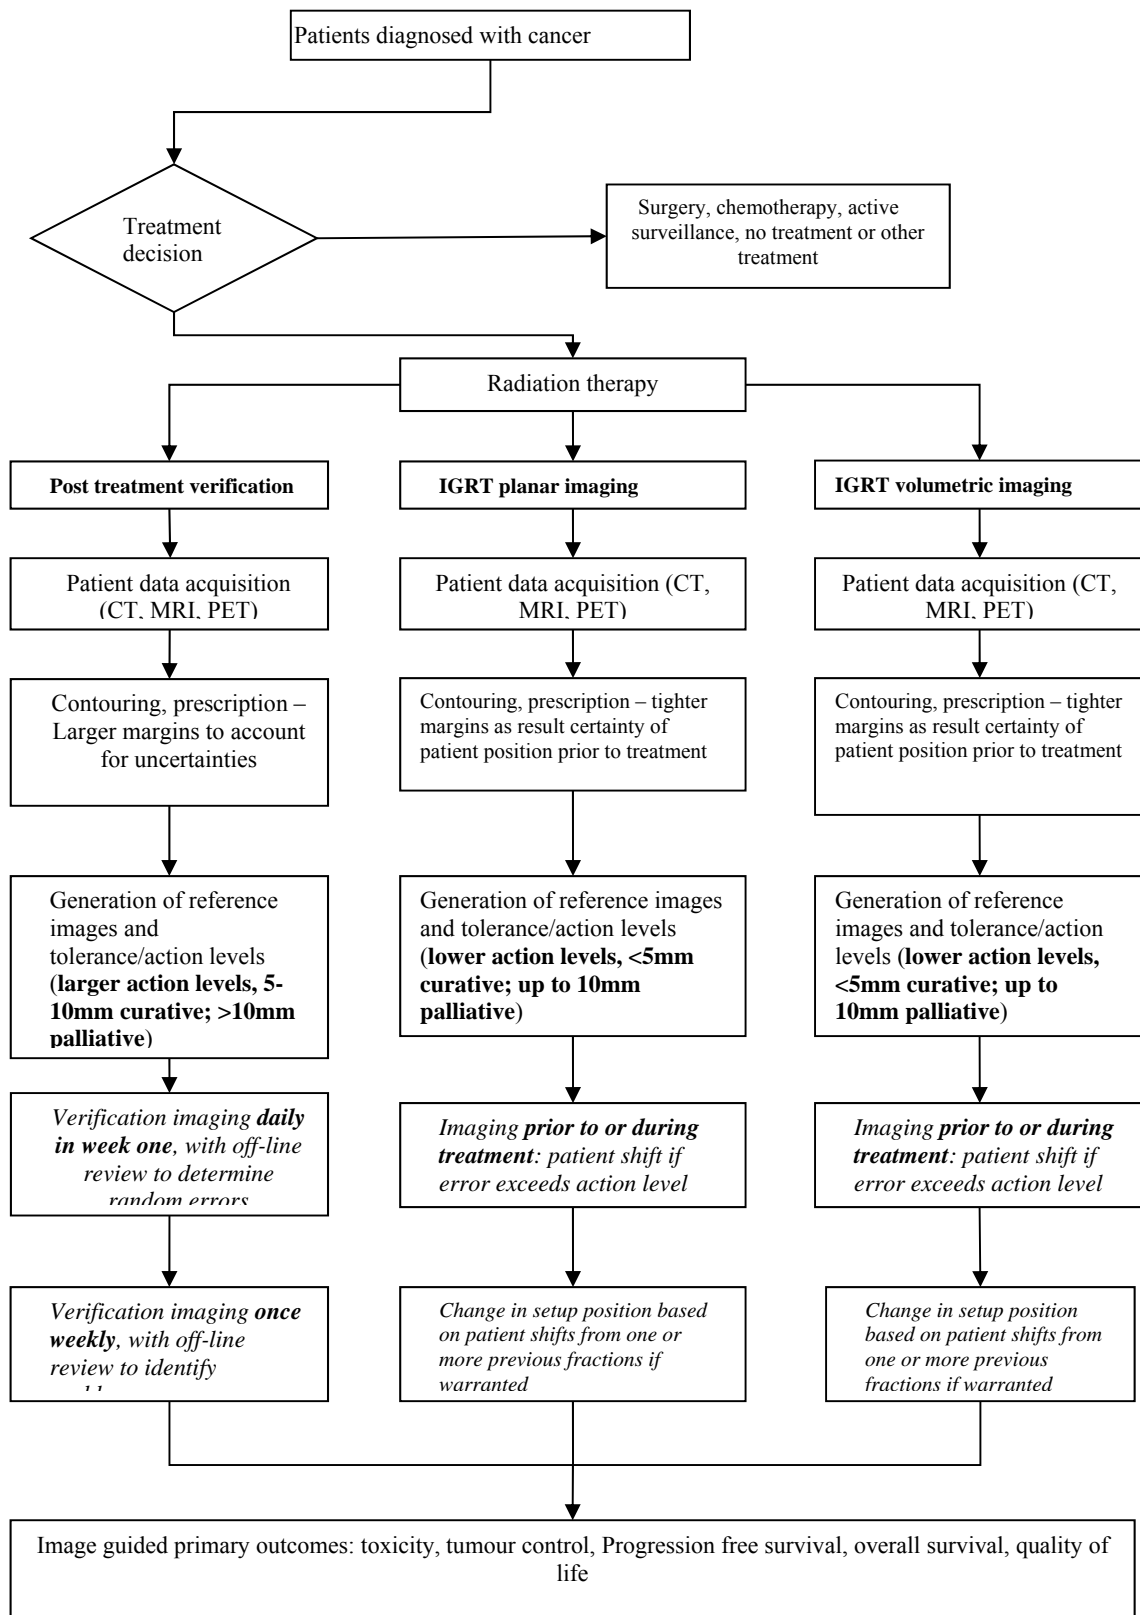 Patients diagnosed with cancer
Treatment
decision
Surgery, chemotherapy, active
surveillance, no treatment or other
treatment
Radiation therapy
Post treatment verification
IGRT planar imaging
IGRT volumetric imaging
Patient data acquisition
(CT, MRI, PET)
Patient data acquisition (CT,
MRI, PET)
Patient data acquisition (CT,
MRI, PET)
Contouring, prescription –
Larger margins to account
for uncertainties
Contouring, prescription – tighter
margins as result certainty of
patient position prior to treatment
Contouring, prescription – tighter
margins as result certainty of
patient position prior to treatment
Generation of reference
images and
tolerance/action levels
(larger action levels, 5-
10mm curative; >10mm
palliative)
Generation of reference images
and tolerance/action levels
(lower action levels, <5mm
curative; up to 10mm
palliative)
Generation of reference
images and tolerance/action
levels (lower action levels,
<5mm curative; up to
10mm palliative)
Verification imaging daily
in week one, with off-line
review to determine
random errors
Imaging prior to or during
treatment: patient shift if
error exceeds action level
Imaging prior to or during
treatment: patient shift if
error exceeds action level
Verification imaging once
weekly, with off-line
review to identify
Change in setup position based
on patient shifts from one or
more previous fractions if
warranted
Change in setup position
based on patient shifts from
one or more previous
fractions if warranted
Image guided primary outcomes: toxicity, tumour control, Progression free survival, overall survival, quality of
life